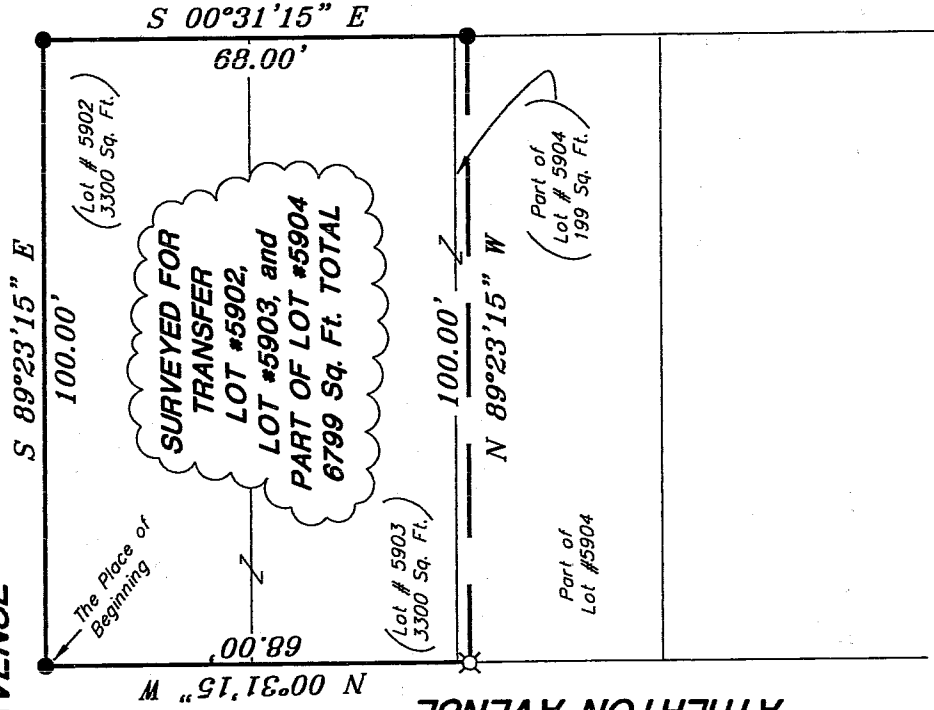 S 00°31'15" E
68.00'
(Lot # 5902
3300 Sq. Ft.)
S 89°23'15" E
100.00'
SURVEYED FOR
TRANSFER
LOT #5902,
LOT #5903, and
PART OF LOT #5904
6799 Sq. Ft. TOTAL
(Part of
Lot # 5904
199 Sq. Ft.)
100.00'
N 89°23'15" W
The Place of
Beginning
(Lot # 5903
3300 Sq. Ft.)
Part of
Lot #5904
68.00'
N 00°31'15" W